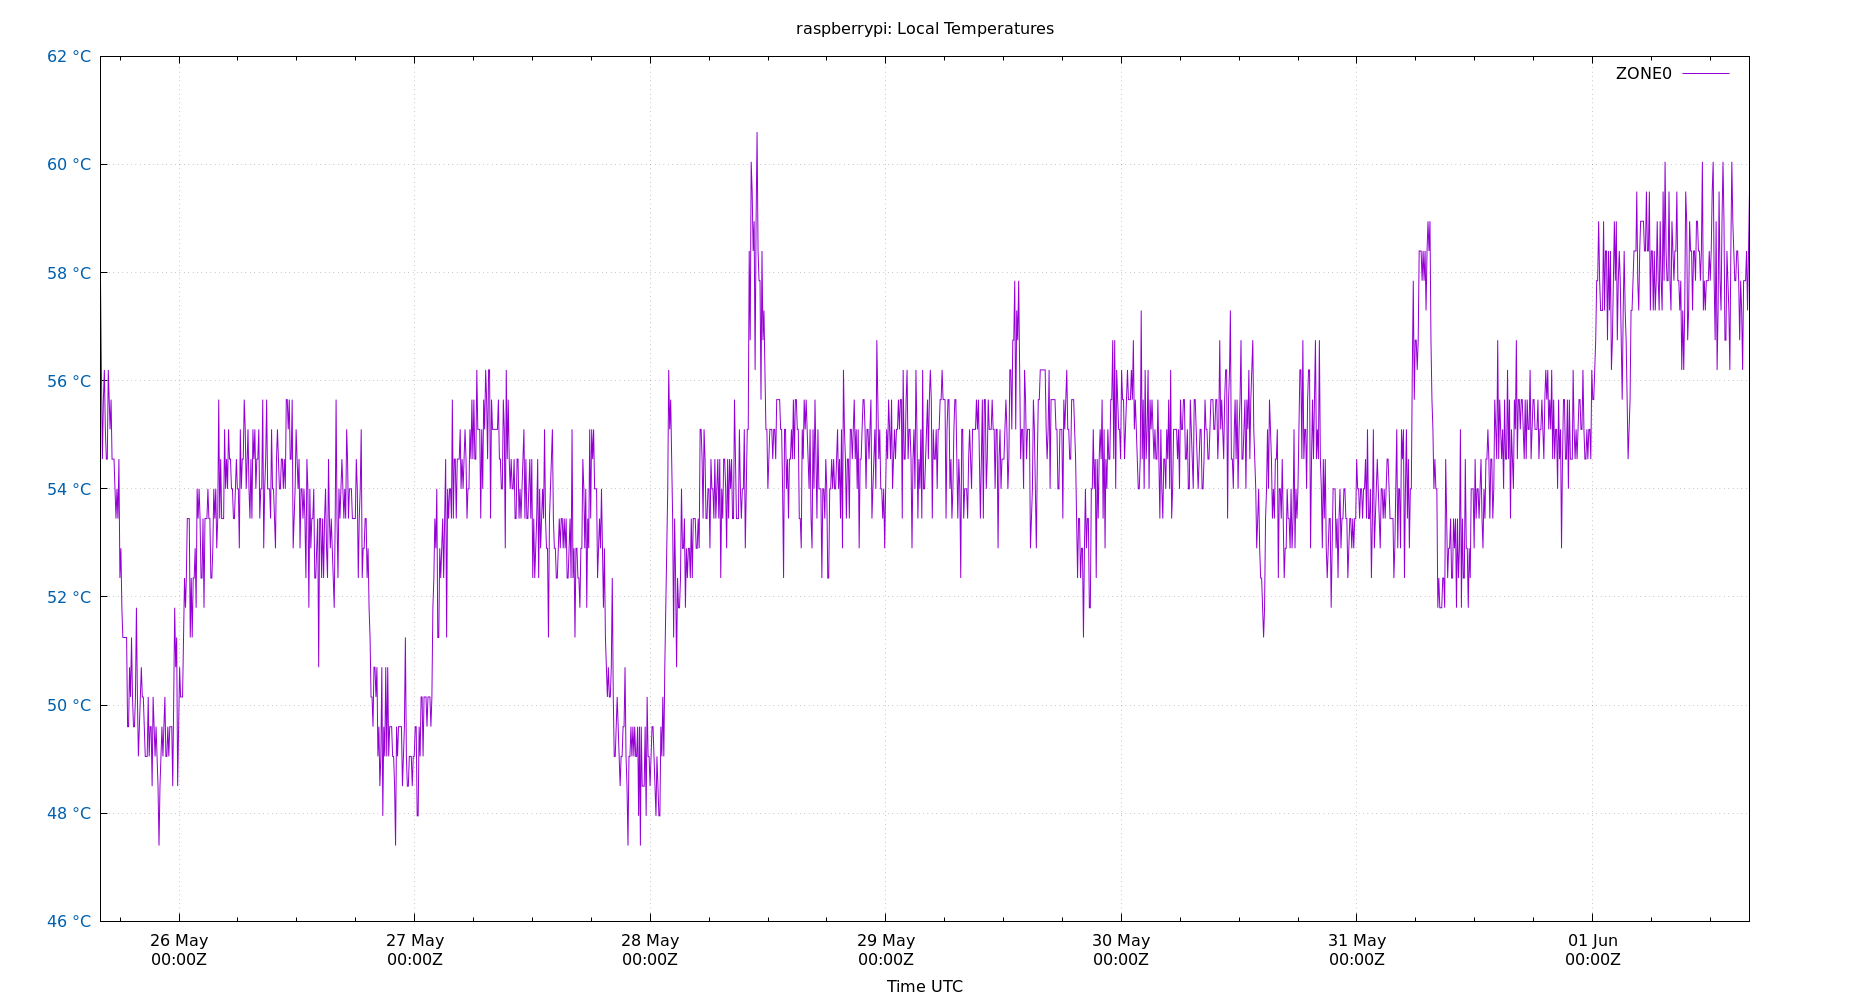 raspberrypi: Local Temperatures
62 °C
ZONE0
60 °C
58 °C
56 °C
54 °C
52 °C
50 °C
48 °C
46 °C
26 May 27 May 28 May 29 May 30 May 31 May 01 Jun
00:00Z 00:00Z 00:00Z 00:00Z 00:00Z 00:00Z 00:00Z
Time UTC